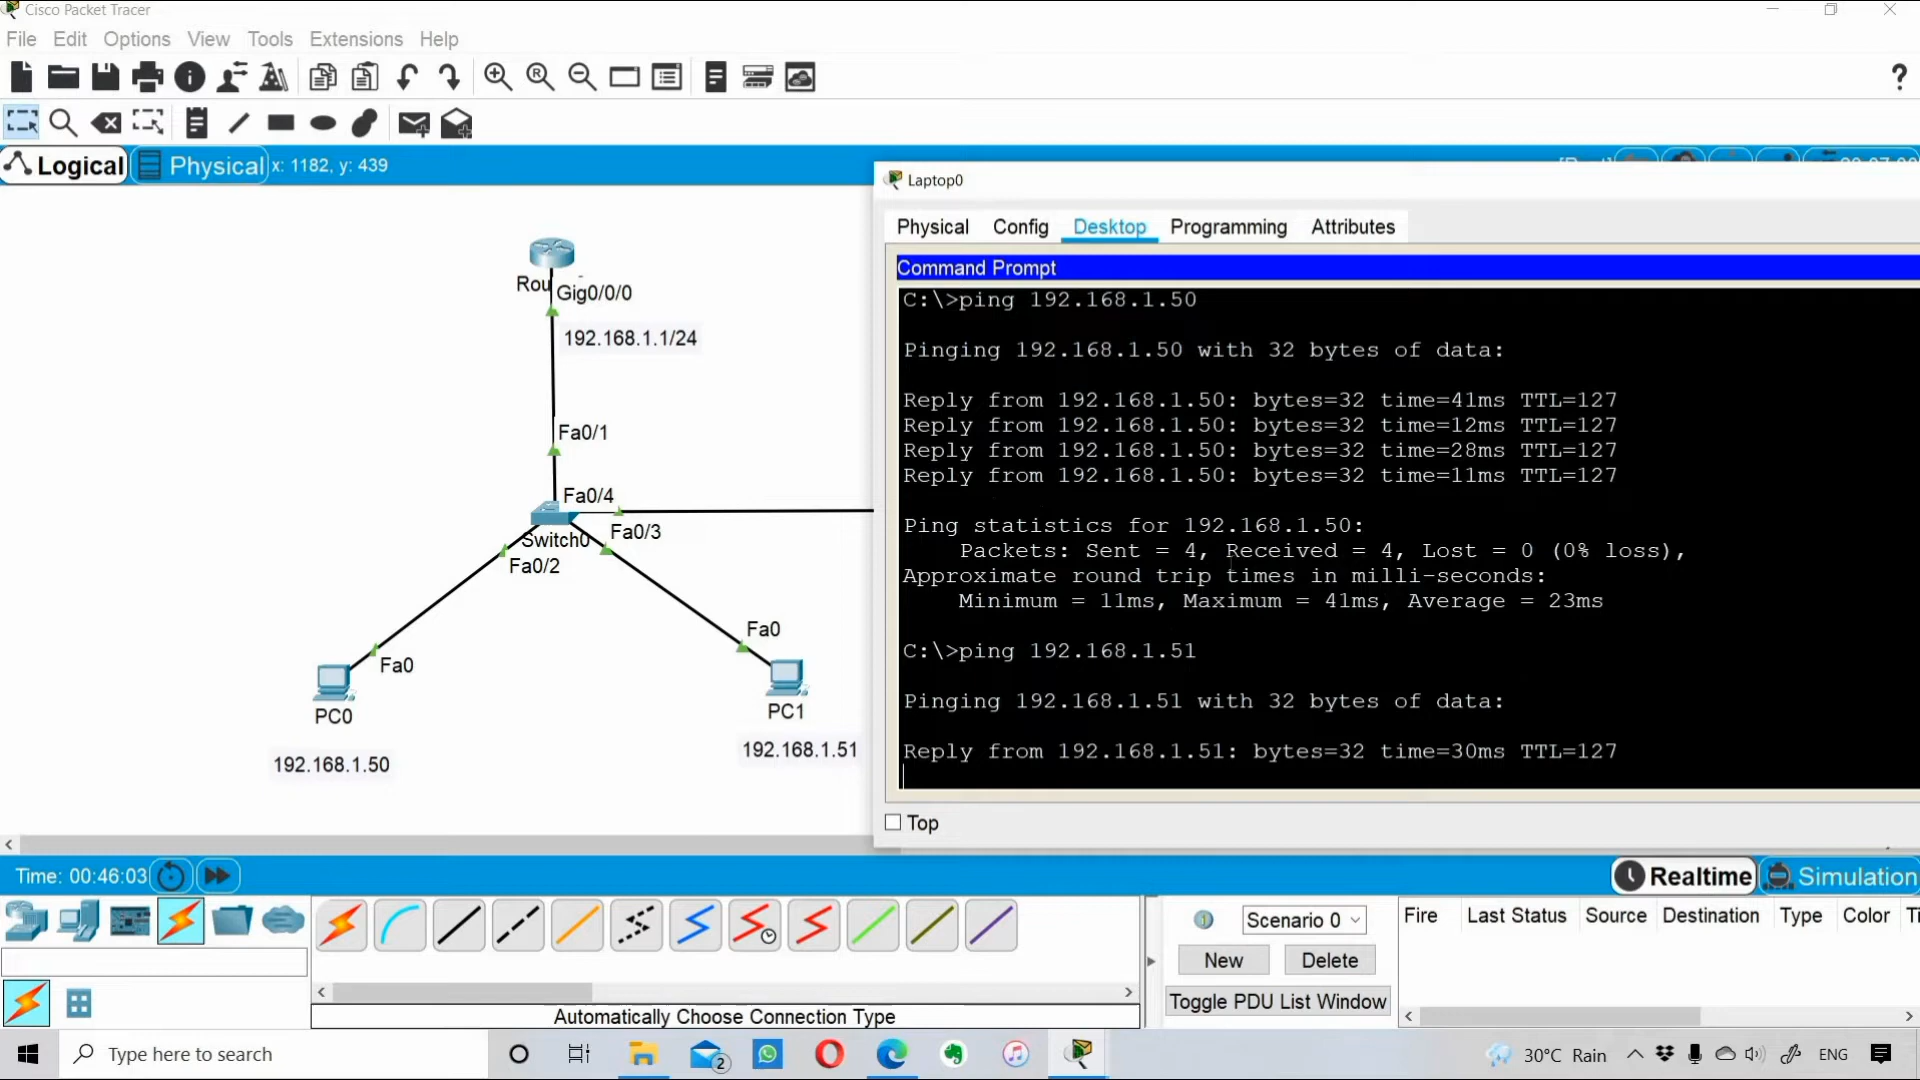 Cisco Packet Tracer
File Edit Options View Tools Extensions Help
Logical Physical x: 1182, y: 439
Laptop0
Physical Config Desktop Programming Attributes
Command Prompt
C:\>ping 192.168.1.50
Pinging 192.168.1.50 with 32 bytes of data:
Reply from 192.168.1.50: bytes=32 time=41ms TTL=127
Reply from 192.168.1.50: bytes=32 time=12ms TTL=127
Reply from 192.168.1.50: bytes=32 time=28ms TTL=127
Reply from 192.168.1.50: bytes=32 time=11ms TTL=127
Ping statistics for 192.168.1.50:
Packets: Sent = 4, Received = 4, Lost = 0 (0% loss),
Approximate round trip times in milli-seconds:
Minimum = 11ms, Maximum = 41ms, Average = 23ms
C:\>ping 192.168.1.51
Pinging 192.168.1.51 with 32 bytes of data:
Reply from 192.168.1.51: bytes=32 time=30ms TTL=127
Top
Rou
Gig0/0/0
192.168.1.1/24
Fa0/1
Fa0/4
Fa0/3
Switch0
Fa0/2
Fa0
Fa0
PC0
PC1
192.168.1.50
192.168.1.51
Time: 00:46:03
Realtime Simulation
Scenario 0
New Delete
Toggle PDU List Window
Fire Last Status Source Destination Type Color Ti
Automatically Choose Connection Type
Type here to search
2
30°C Rain
ENG